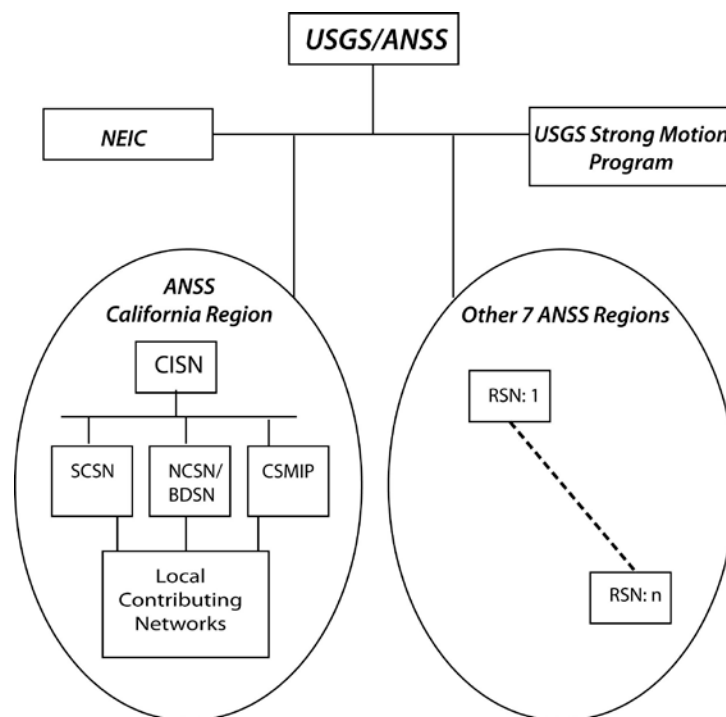 USGS/ANSS
NEIC
USGS Strong Motion
Program
ANSS
California Region
CISN
SCSN
NCSN/
BDSN
CSMIP
Local
Contributing
Networks
Other 7 ANSS Regions
RSN: 1
RSN: n